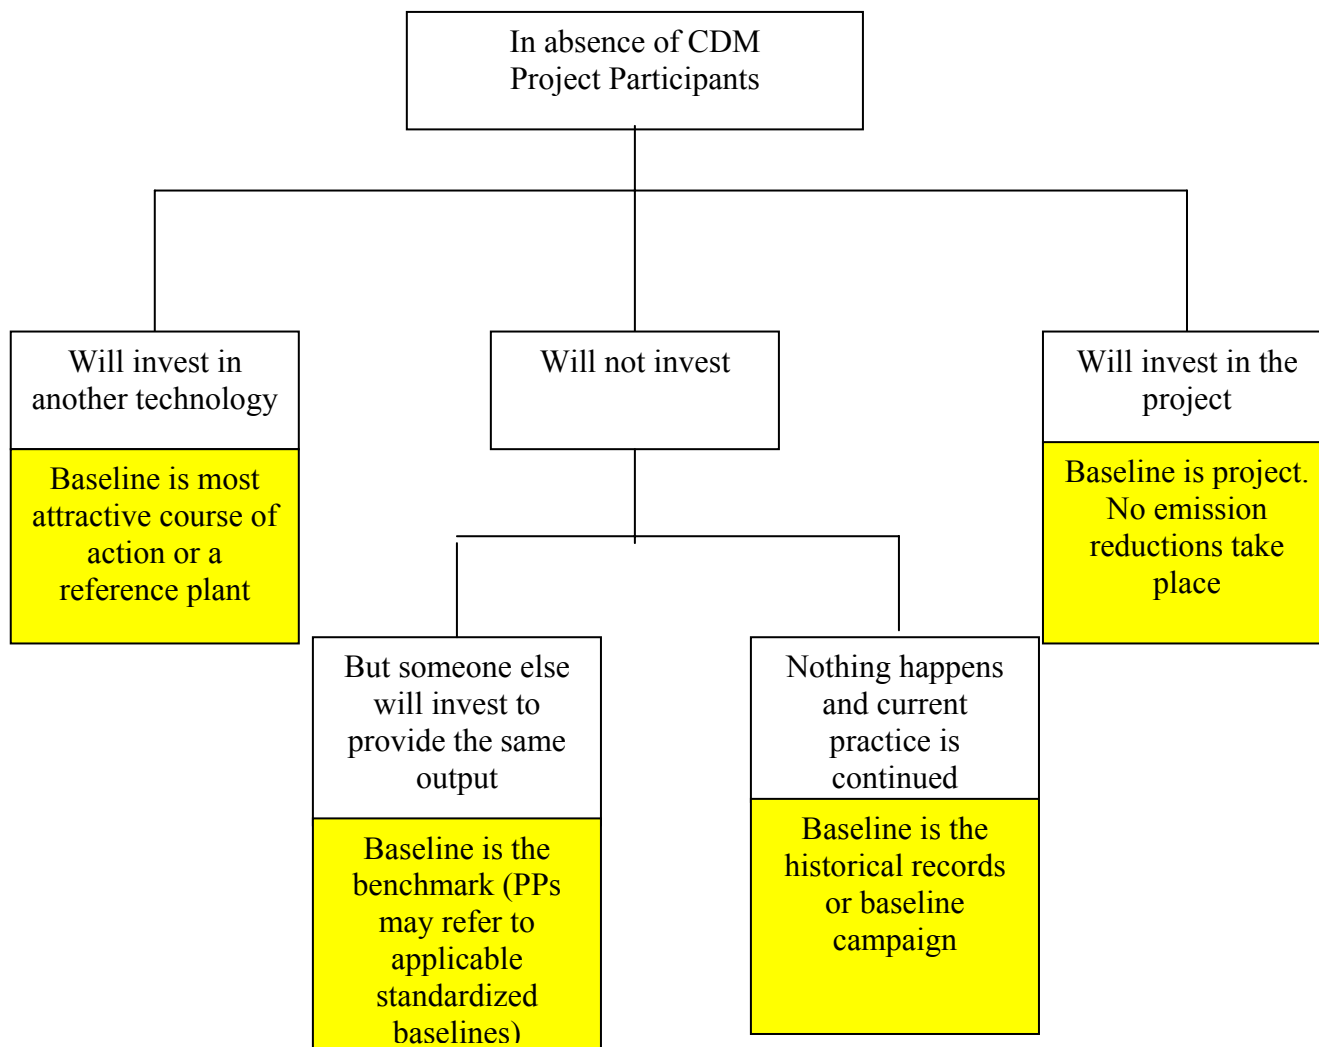 In absence of CDM
Project Participants
Will invest in
another technology
Baseline is most
attractive course of
action or a
reference plant
Will not invest
Will invest in the
project
Baseline is project.
No emission
reductions take
place
But someone else
will invest to
provide the same
output
Baseline is the
benchmark (PPs
may refer to
applicable
standardized
baselines)
Nothing happens
and current
practice is
continued
Baseline is the
historical records
or baseline
campaign